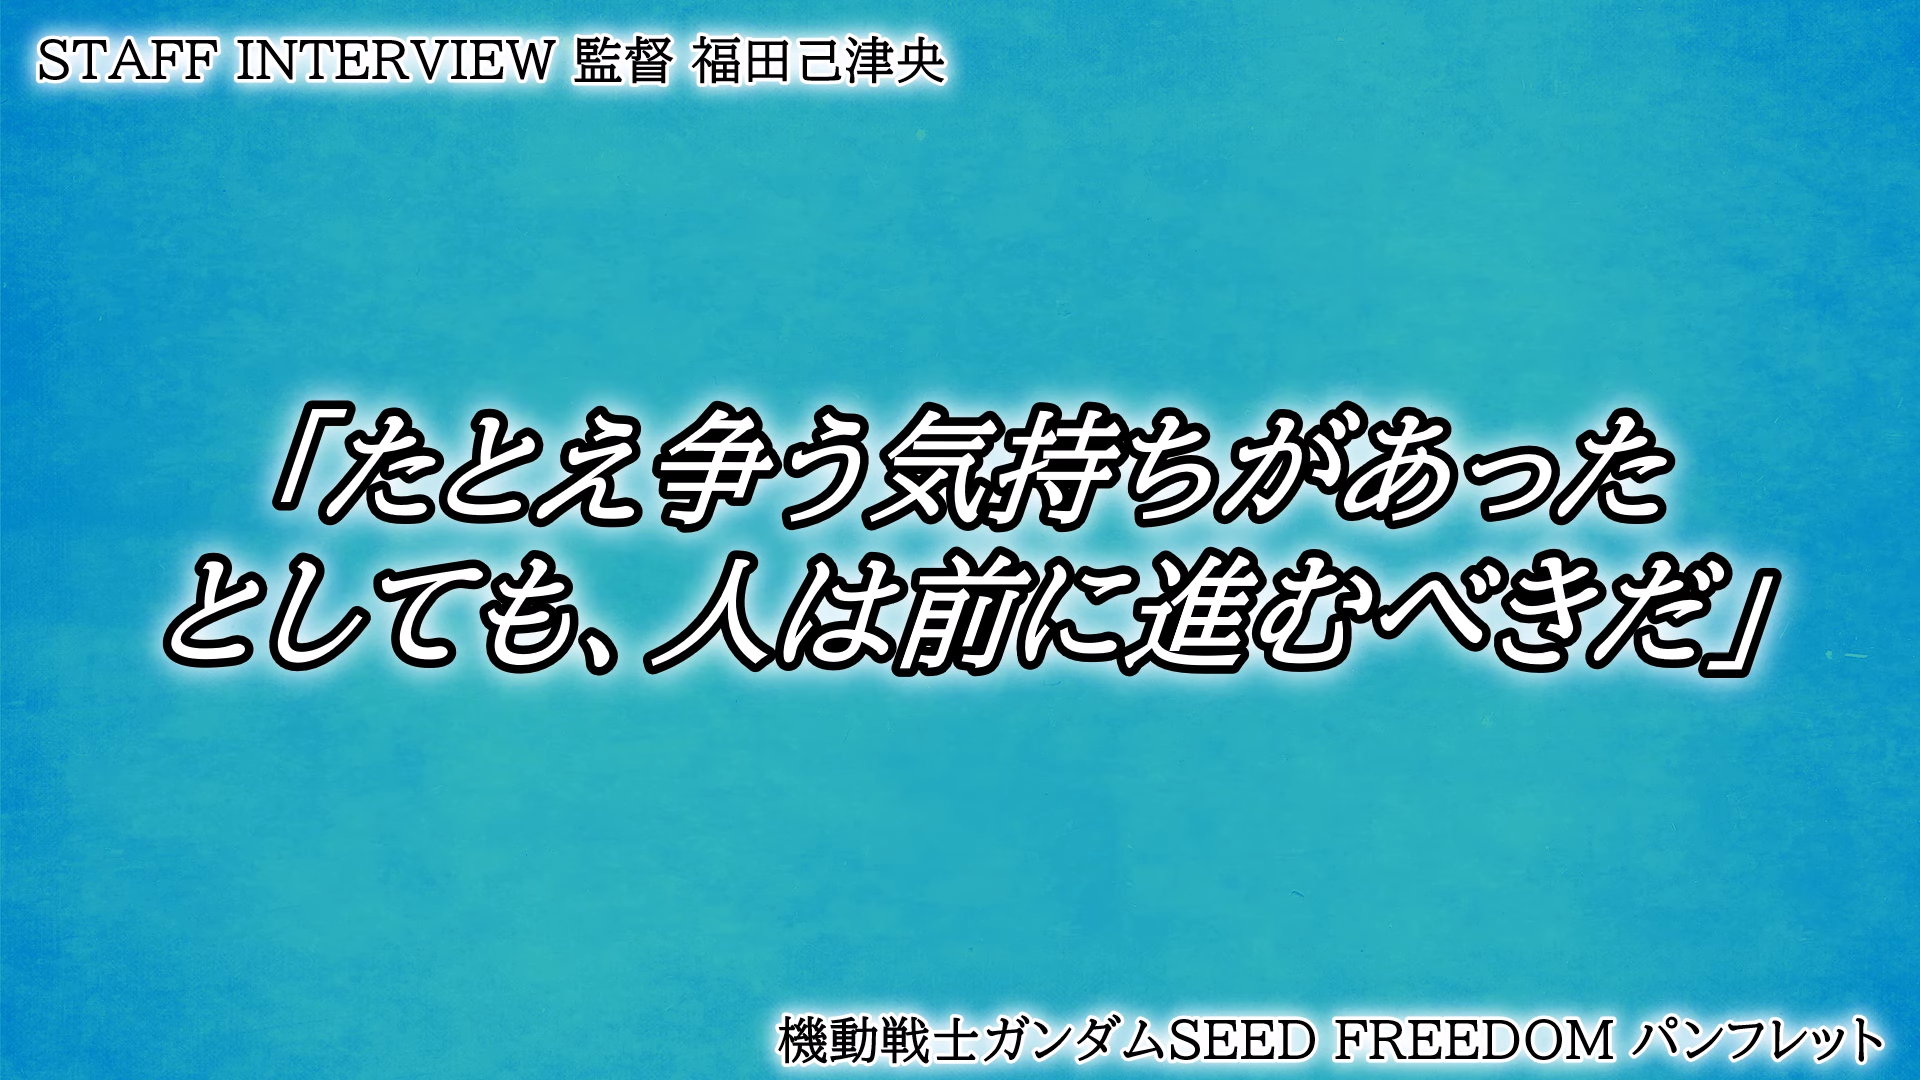 STAFF INTERVIEW 監督 福田己津央
「たとえ争う気持ちがあった
としても、人は前に進むべきだ」
機動戦士ガンダムSEED FREEDOM パンフレット